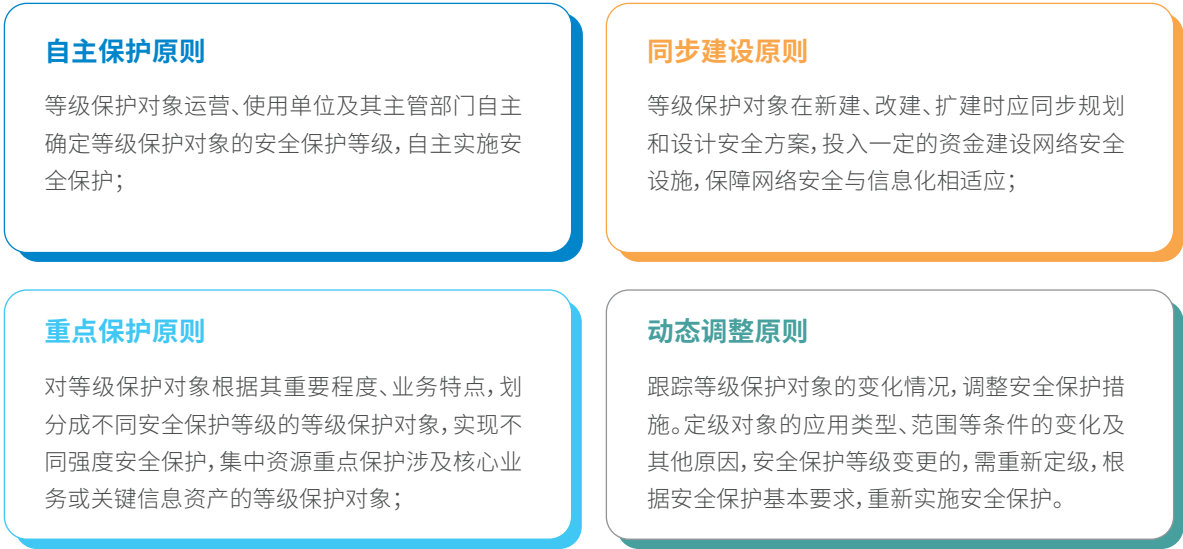 自主保护原则
等级保护对象运营、使用单位及其主管部门自主
确定等级保护对象的安全保护等级，自主实施安
全保护；
同步建设原则
等级保护对象在新建、改建、扩建时应同步规划
和设计安全方案，投入一定的资金建设网络安全
设施，保障网络安全与信息化相适应；
重点保护原则
对等级保护对象根据其重要程度、业务特点，划
分成不同安全保护等级的等级保护对象，实现不
同强度安全保护，集中资源重点保护涉及核心业
务或关键信息资产的等级保护对象；
动态调整原则
跟踪等级保护对象的变化情况，调整安全保护措
施。定级对象的应用类型、范围等条件的变化及
其他原因，安全保护等级变更的，需重新定级，根
据安全保护基本要求，重新实施安全保护。